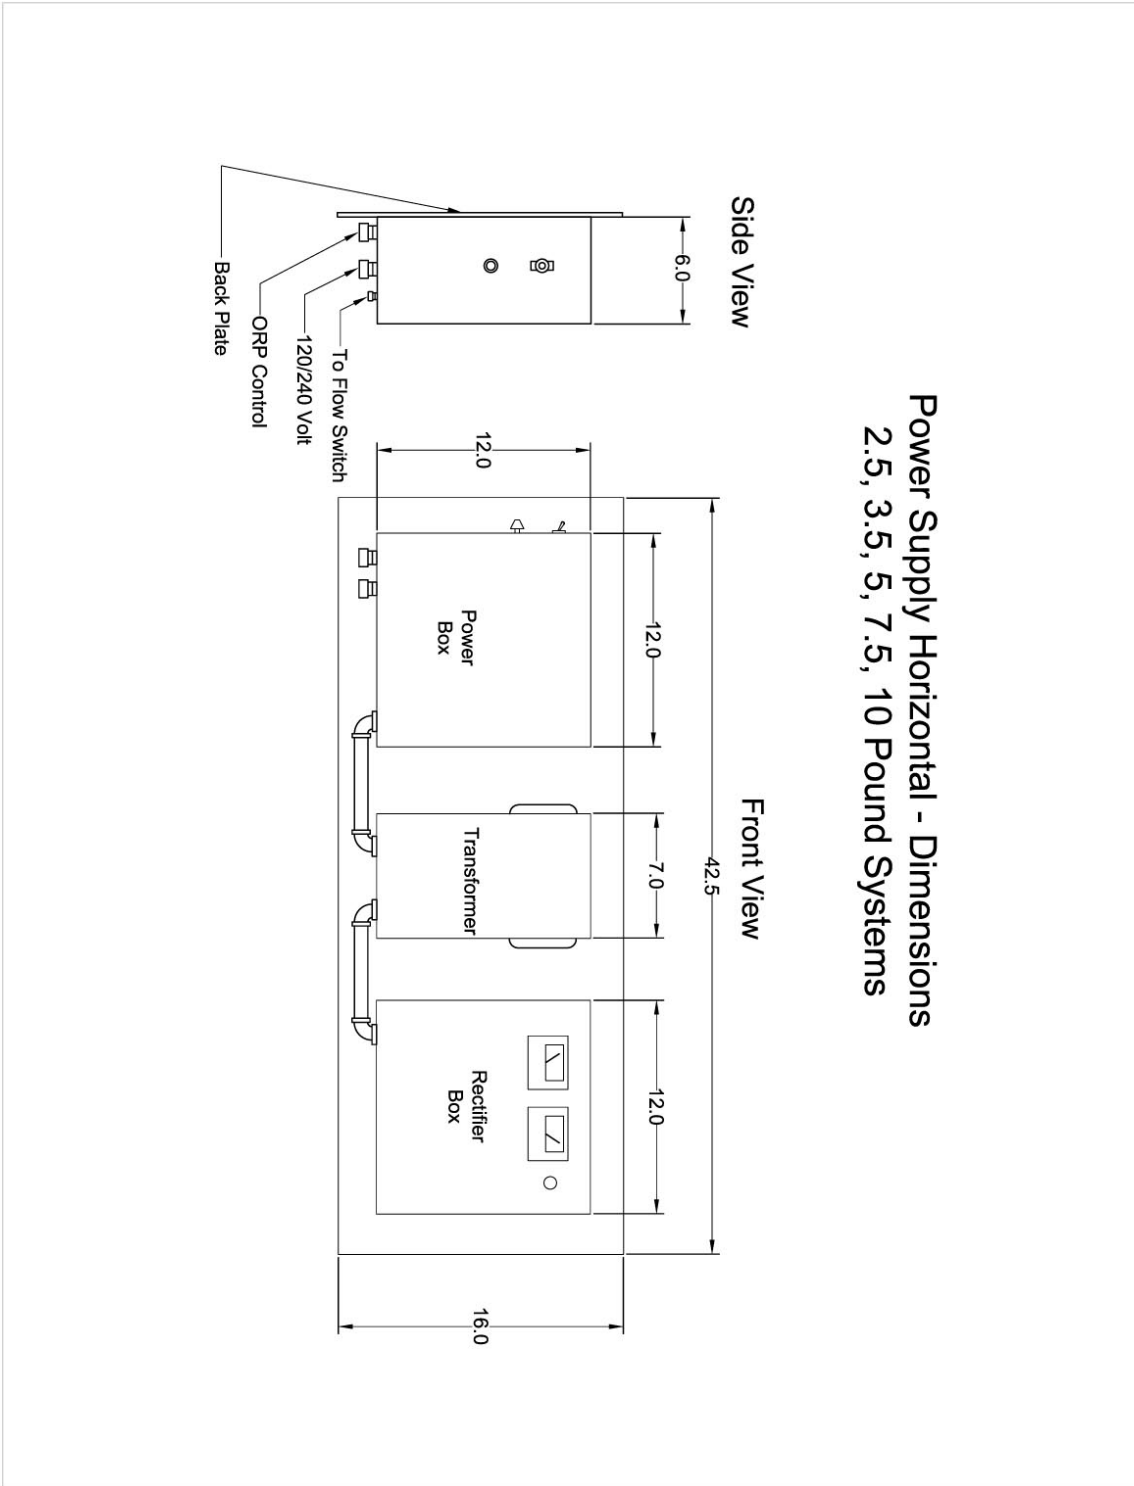 Power Supply Horizontal - Dimensions
2.5, 3.5, 5, 7.5, 10 Pound Systems
Side View
Front View
6.0
42.5
12.0
7.0
12.0
12.0
16.0
Power
Box
Transformer
Rectifier
Box
To Flow Switch
120/240 Volt
ORP Control
Back Plate